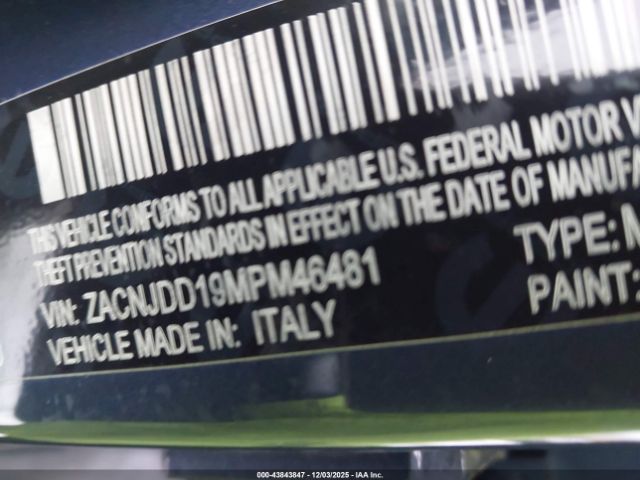 THIS VEHICLE CONFORMS TO ALL APPLICABLE U.S. FEDERAL MOTOR V
THEFT PREVENTION STANDARDS IN EFFECT ON THE DATE OF MANUFA
VIN: ZACNJDD19MPM46481 TYPE: M
VEHICLE MADE IN: ITALY PAINT:
000-43843847 - 12/03/2025 - IAA Inc.